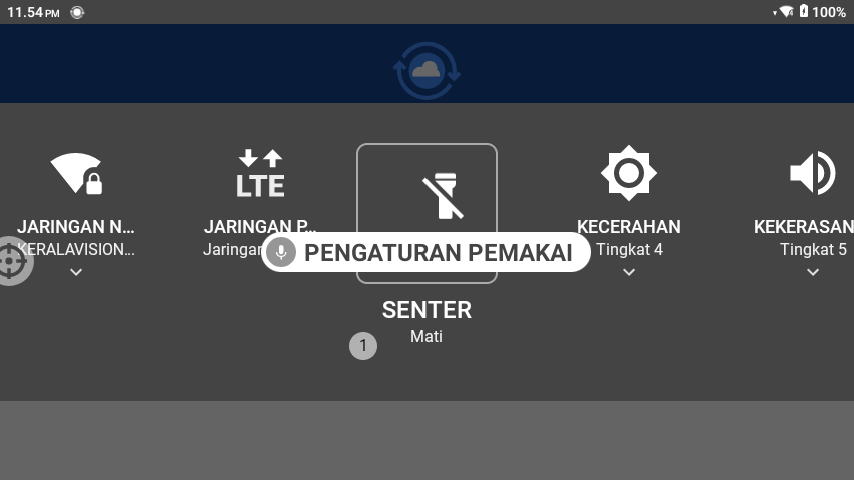 11.54 PM
100%
JARINGAN N...
KERALAVISION...
JARINGAN P...
Jaringan
LTE
PENGATURAN PEMAKAI
SENTER
Mati
1
KECERAHAN
Tingkat 4
KEKERASAN
Tingkat 5